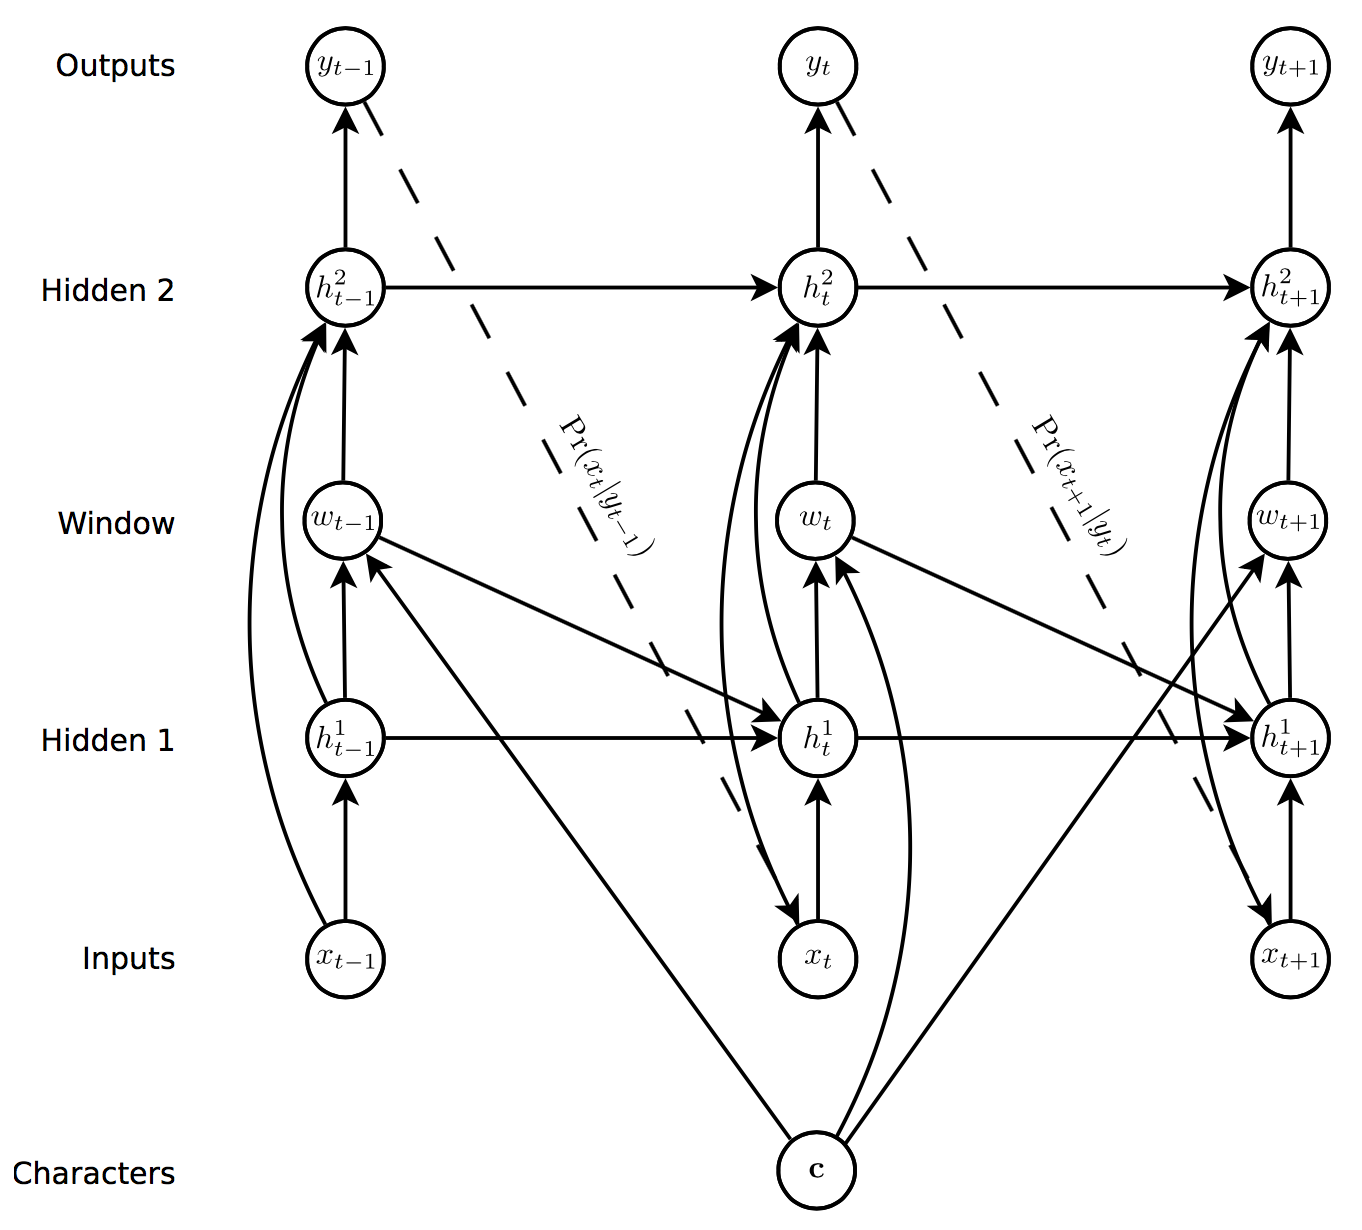 Outputs y_{t−1} y_t y_{t+1}
Hidden 2 h^2_{t−1} h^2_t h^2_{t+1}
Pr(x_t|y_{t−1}) Pr(x_{t+1}|y_t)
Window w_{t−1} w_t w_{t+1}
Hidden 1 h^1_{t−1} h^1_t h^1_{t+1}
Inputs x_{t−1} x_t x_{t+1}
Characters c